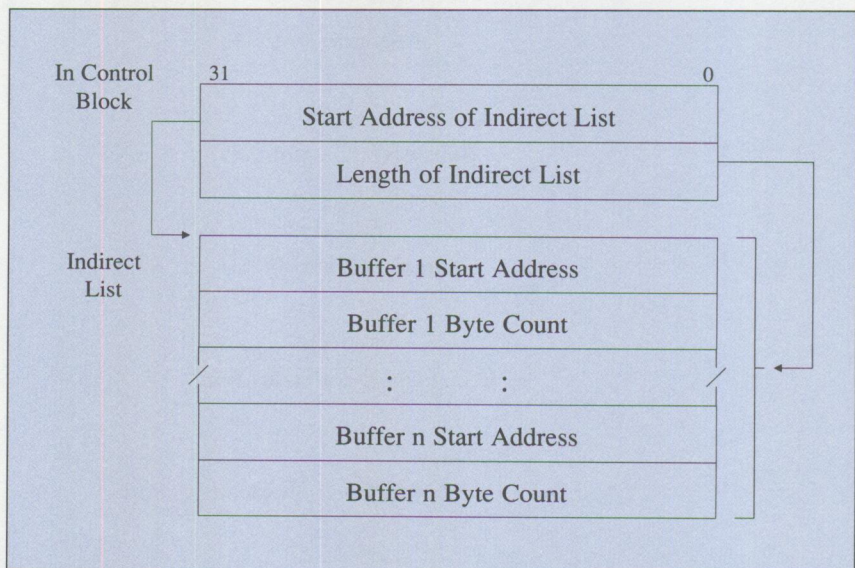 In Control
Block
31 0
Start Address of Indirect List
Length of Indirect List
Indirect
List
Buffer 1 Start Address
Buffer 1 Byte Count
: :
Buffer n Start Address
Buffer n Byte Count